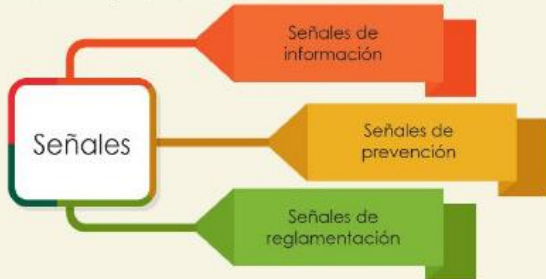 Señales
Señales de
información
Señales de
prevención
Señales de
reglamentación